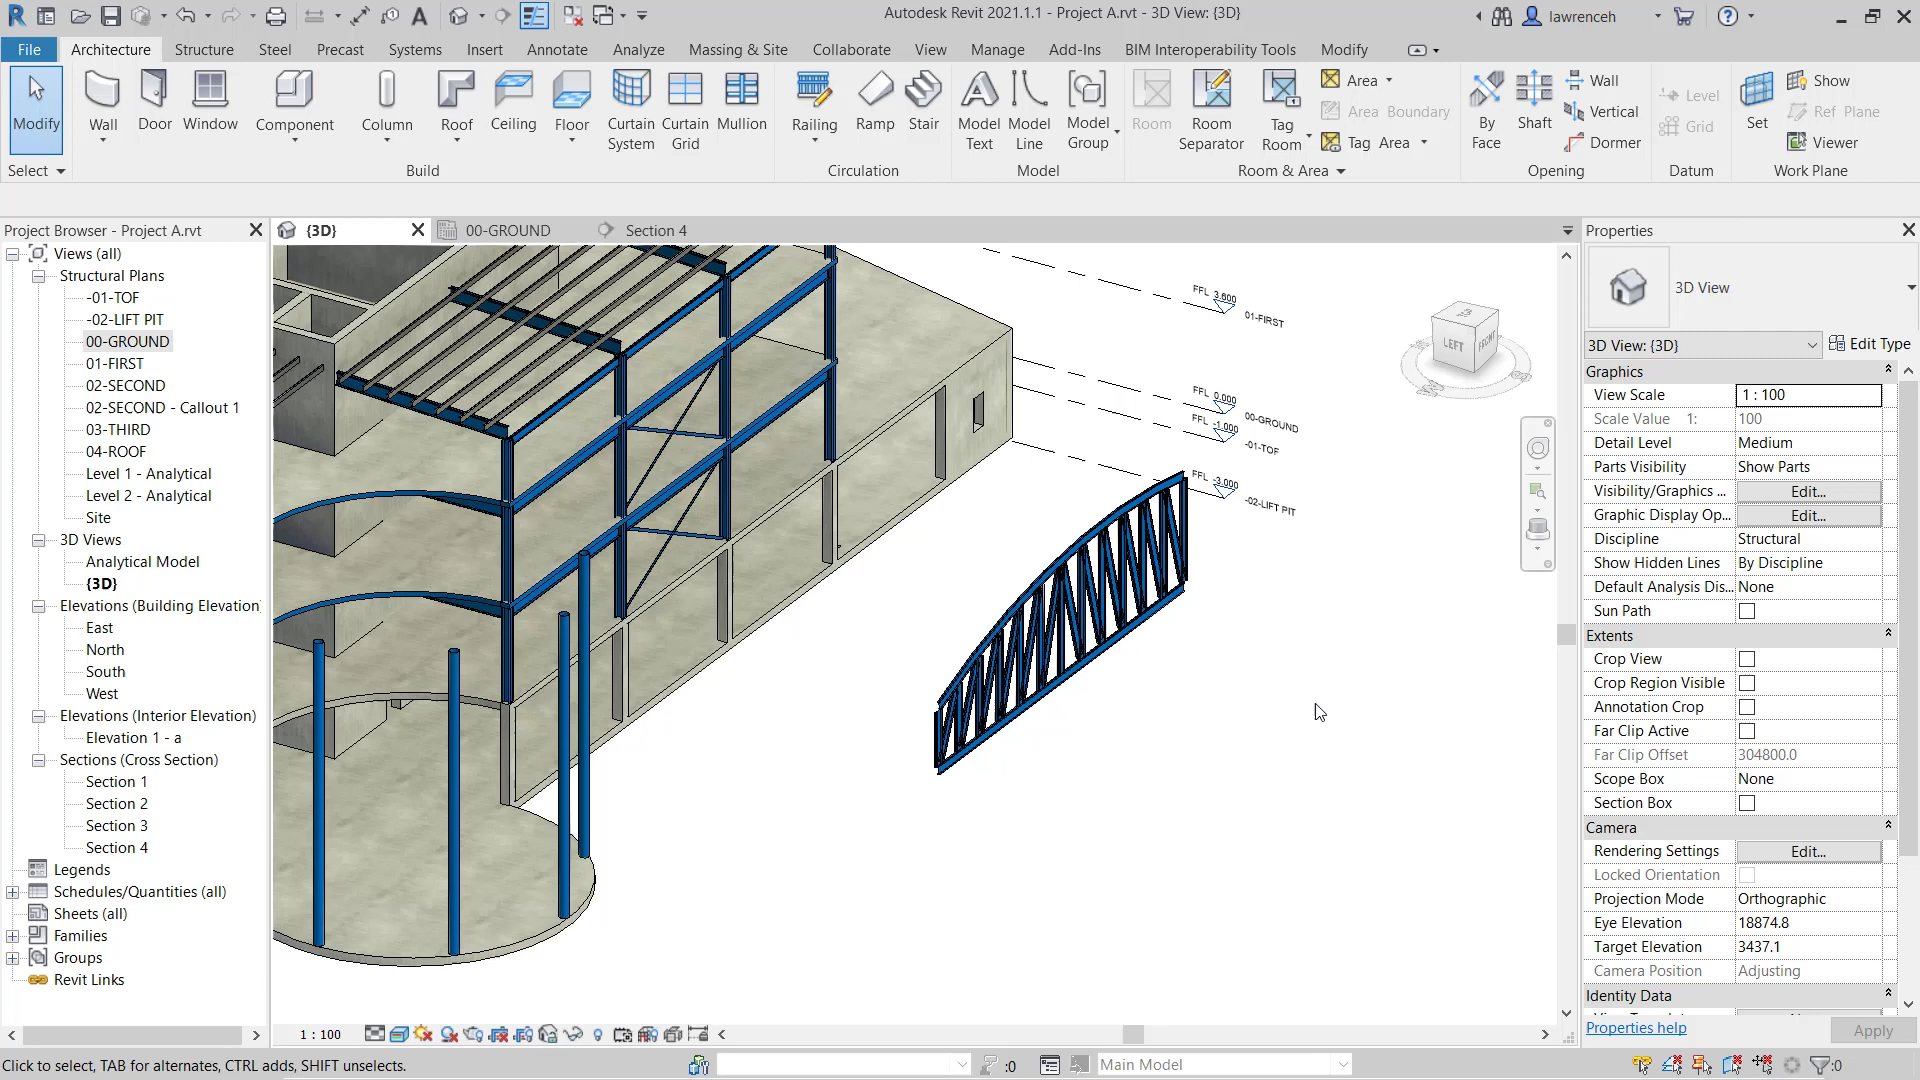 Autodesk Revit 2021.1.1 - Project A.rvt - 3D View: {3D}
lawrenceh
File
Architecture
Structure
Steel
Precast
Systems
Insert
Annotate
Analyze
Massing & Site
Collaborate
View
Manage
Add-Ins
BIM Interoperability Tools
Modify
Modify
Wall
Door
Window
Component
Column
Roof
Ceiling
Floor
Curtain System
Curtain Grid
Mullion
Railing
Ramp
Stair
Model Text
Model Line
Model Group
Room
Room Separator
Tag Room
Area
Area Boundary
Tag Area
By Face
Shaft
Wall
Vertical
Dormer
Level
Grid
Set
Show
Ref Plane
Viewer
Select
Build
Circulation
Model
Room & Area
Opening
Datum
Work Plane
Project Browser - Project A.rvt
Views (all)
Structural Plans
-01-TOF
-02-LIFT PIT
00-GROUND
01-FIRST
02-SECOND
02-SECOND - Callout 1
03-THIRD
04-ROOF
Level 1 - Analytical
Level 2 - Analytical
Site
3D Views
Analytical Model
{3D}
Elevations (Building Elevation)
East
North
South
West
Elevations (Interior Elevation)
Elevation 1 - a
Sections (Cross Section)
Section 1
Section 2
Section 3
Section 4
Legends
Schedules/Quantities (all)
Sheets (all)
Families
Groups
Revit Links
{3D}
00-GROUND
Section 4
FFL 3.600
01-FIRST
FFL 0.000
00-GROUND
FFL -1.000
-01-TOF
FFL -3.000
-02-LIFT PIT
LEFT
FRONT
1 : 100
Properties
3D View
3D View: {3D}
Edit Type
Graphics
View Scale 1 : 100
Scale Value 1: 100
Detail Level Medium
Parts Visibility Show Parts
Visibility/Graphics ... Edit...
Graphic Display Op... Edit...
Discipline Structural
Show Hidden Lines By Discipline
Default Analysis Dis... None
Sun Path
Extents
Crop View
Crop Region Visible
Annotation Crop
Far Clip Active
Far Clip Offset 304800.0
Scope Box None
Section Box
Camera
Rendering Settings Edit...
Locked Orientation
Projection Mode Orthographic
Eye Elevation 18874.8
Target Elevation 3437.1
Camera Position Adjusting
Identity Data
Properties help
Apply
Click to select, TAB for alternates, CTRL adds, SHIFT unselects.
:0
Main Model
:0